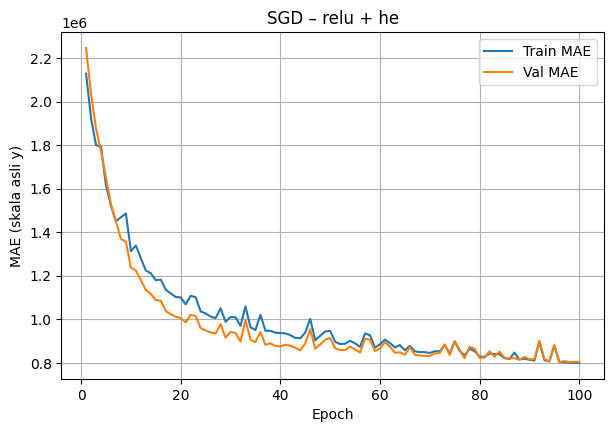 SGD – relu + he
1e6
Train MAE
Val MAE
2.2
2.0
1.8
1.6
1.4
1.2
1.0
0.8
MAE (skala asli y)
0 20 40 60 80 100
Epoch